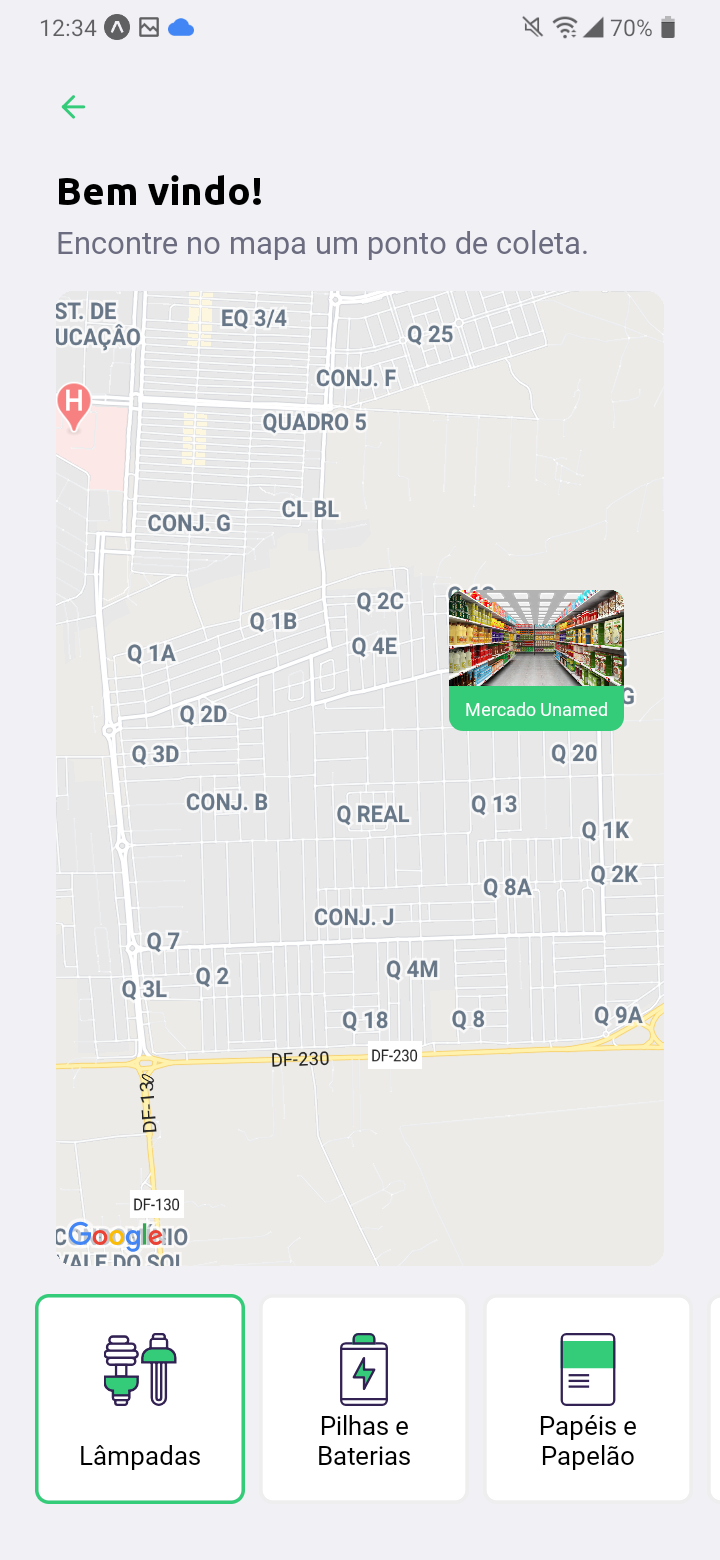 12:34
70%
Bem vindo!
Encontre no mapa um ponto de coleta.
ST. DE
UCAÇÂO
EQ 3/4
Q 25
CONJ. F
H
QUADRO 5
CL BL
CONJ. G
Q 2C
Q 1B
Q 4E
Q 1A
G
Q 2D
Mercado Unamed
Q 3D
Q 20
CONJ. B
Q 13
Q REAL
Q 1K
Q 2K
Q 8A
CONJ. J
Q 7
Q 4M
Q 2
Q 3L
Q 18
Q 8
Q 9A
DF-230
DF-230
DF-130
DF-130
Google
VALE DO SOL
Lâmpadas
Pilhas e
Baterias
Papéis e
Papelão